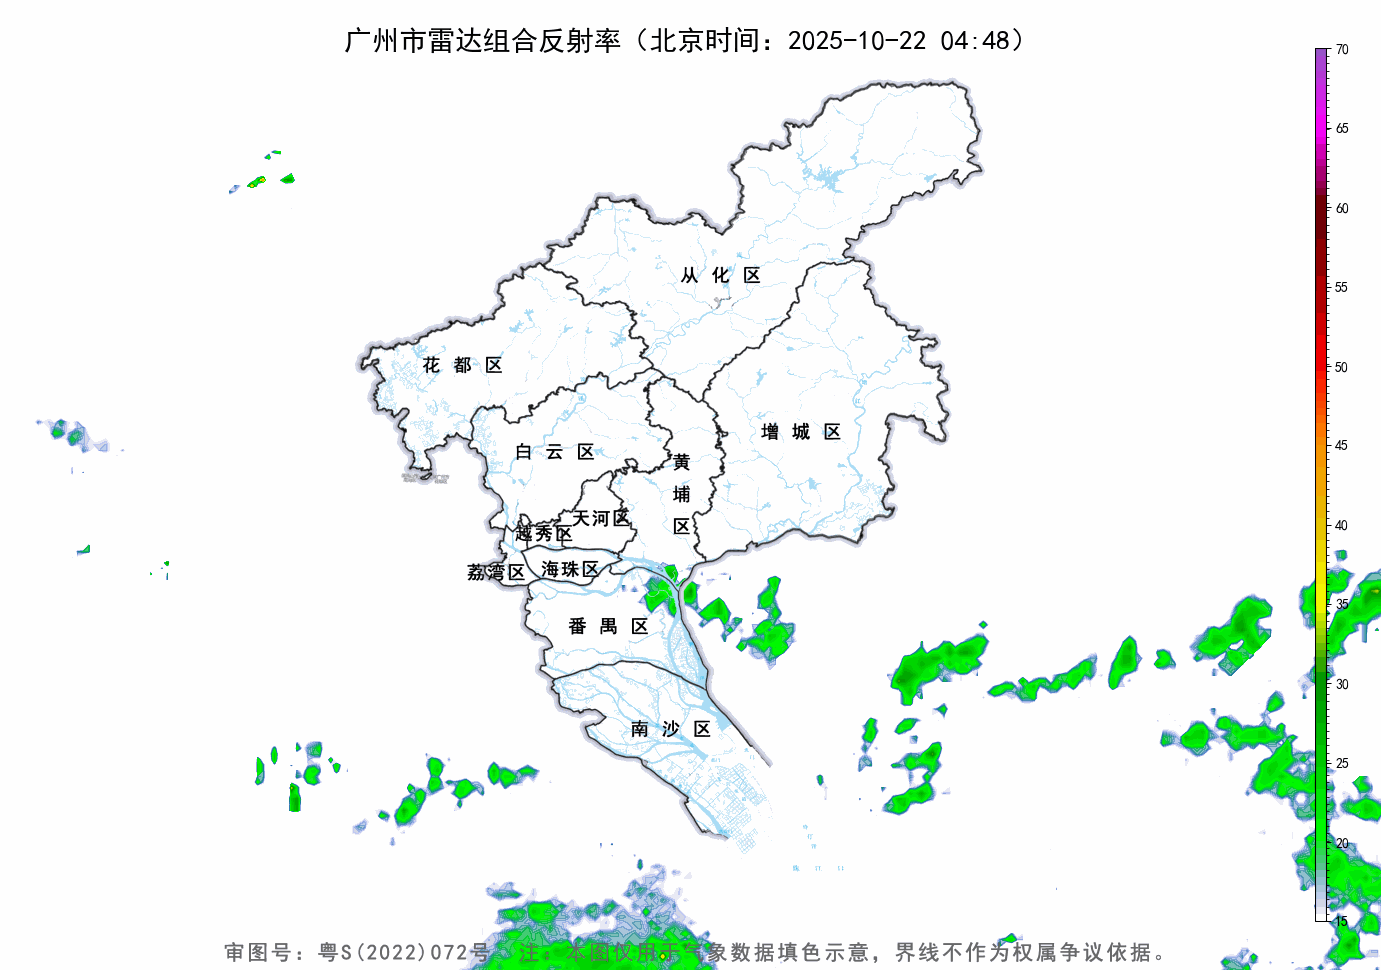 广州市雷达组合反射率（北京时间：2025-10-22 04:48）
70
65
60
55
50
45
40
35
30
25
20
15
从化区
花都区
增城区
白云区
黄埔区
天河区
越秀区
荔湾区
海珠区
番禺区
南沙区
审图号：粤S(2022)072号 注：本图仅用于气象数据填色示意，界线不作为权属争议依据。